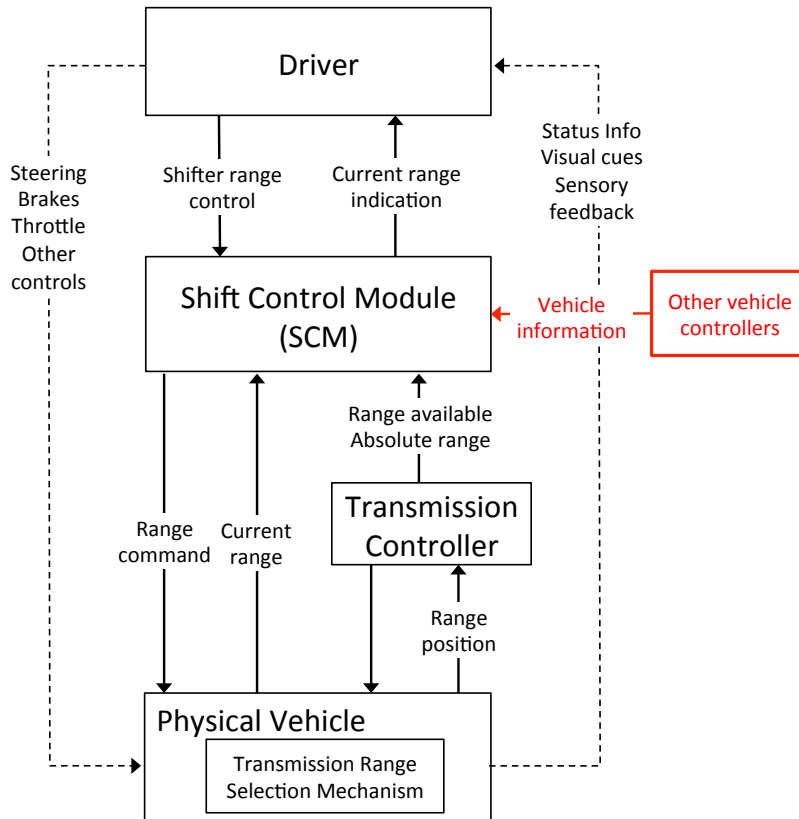 Driver
Status Info
Visual cues
Sensory
feedback
Steering
Brakes
Throttle
Other
controls
Shifter range
control
Current range
indication
Shift Control Module
(SCM)
Vehicle
information
Other vehicle
controllers
Range available
Absolute range
Transmission
Controller
Range
command
Current
range
Range
position
Physical Vehicle
Transmission Range
Selection Mechanism